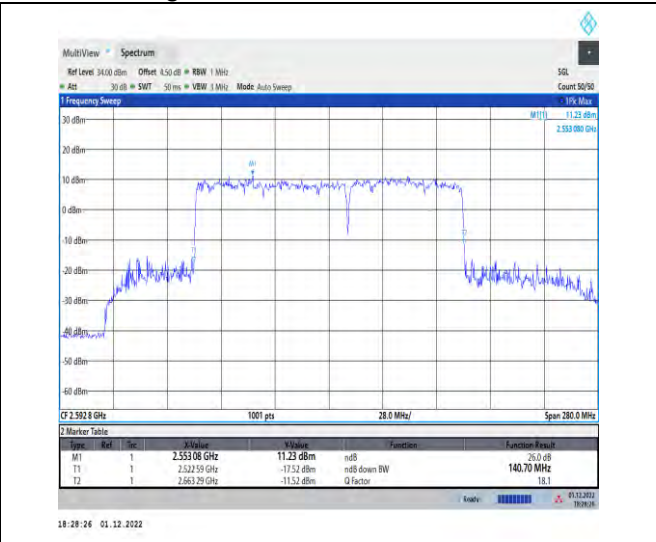 MultiView Spectrum
Ref Level 34.00 dBm Offset 4.50 dB RBW 1 MHz SGL
Att 30 dB SWT 50 ms VBW 3 MHz Mode Auto Sweep Count 50/50
1 Frequency Sweep 1Pk Max
30 dBm M1[1] 11.23 dBm
2.553 080 GHz
20 dBm
M1
10 dBm
0 dBm
-10 dBm
T2
T1
-20 dBm
-30 dBm
-40 dBm
-50 dBm
-60 dBm
CF 2.592 8 GHz 1001 pts 28.0 MHz/ Span 280.0 MHz
2 Marker Table
Type Ref Trc X-Value Y-Value Function Function Result
M1 1 2.553 08 GHz 11.23 dBm ndB 26.0 dB
T1 1 2.522 59 GHz -17.52 dBm ndB down BW 140.70 MHz
T2 1 2.663 29 GHz -11.52 dBm Q Factor 18.1
Ready 01.12.2022
18:28:26
18:28:26 01.12.2022